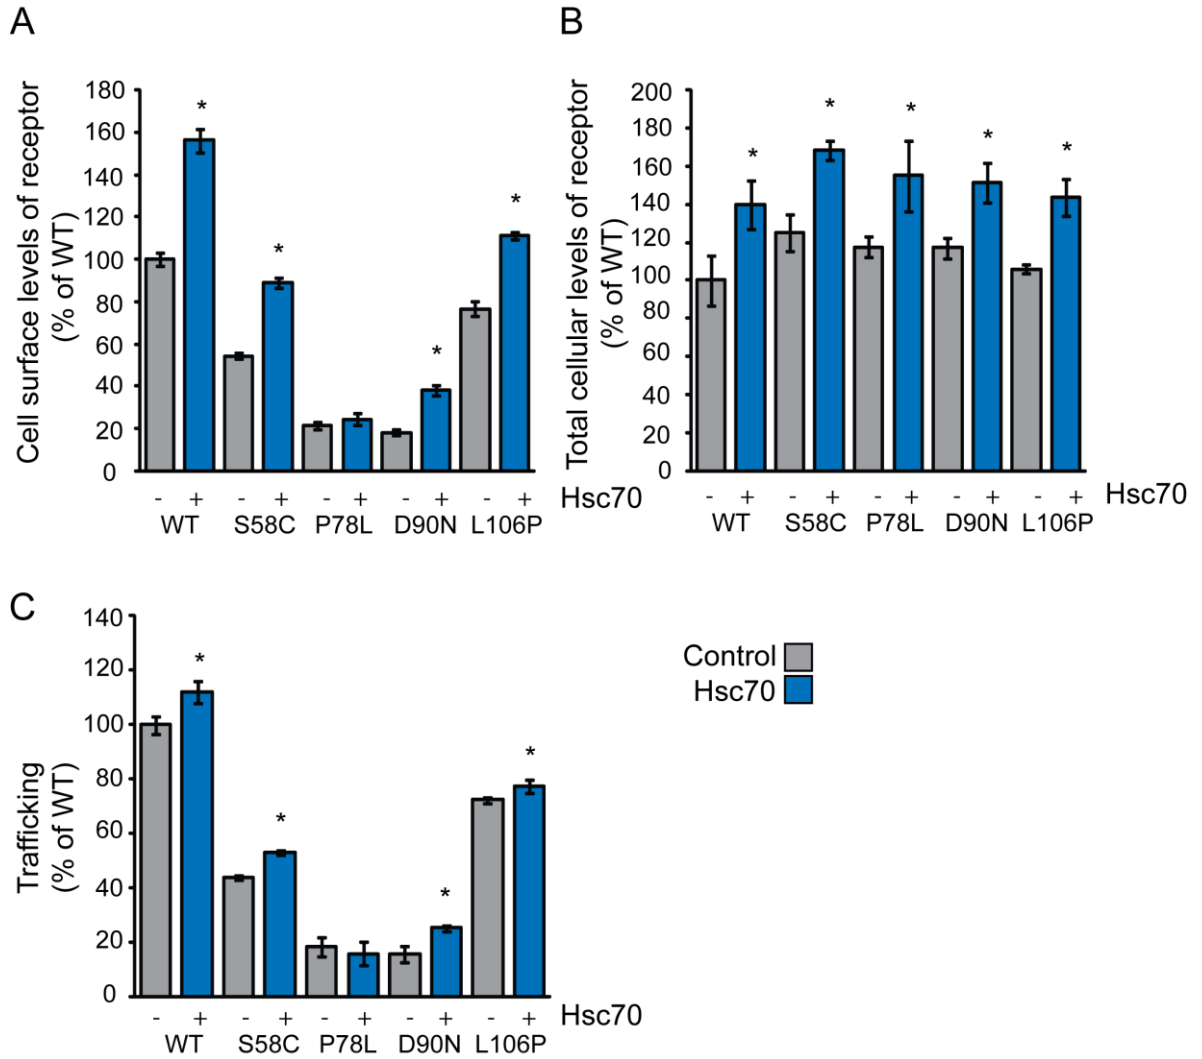 A
Cell surface levels of receptor
(% of WT)
180
160
140
120
100
80
60
40
20
0
* * * *
- + - + - + - + - + Hsc70
WT S58C P78L D90N L106P
B
Total cellular levels of receptor
(% of WT)
200
180
160
140
120
100
80
60
40
20
0
* * * * *
- + - + - + - + - + Hsc70
WT S58C P78L D90N L106P
C
Trafficking
(% of WT)
140
120
100
80
60
40
20
0
* * * *
- + - + - + - + - + Hsc70
WT S58C P78L D90N L106P
Control
Hsc70